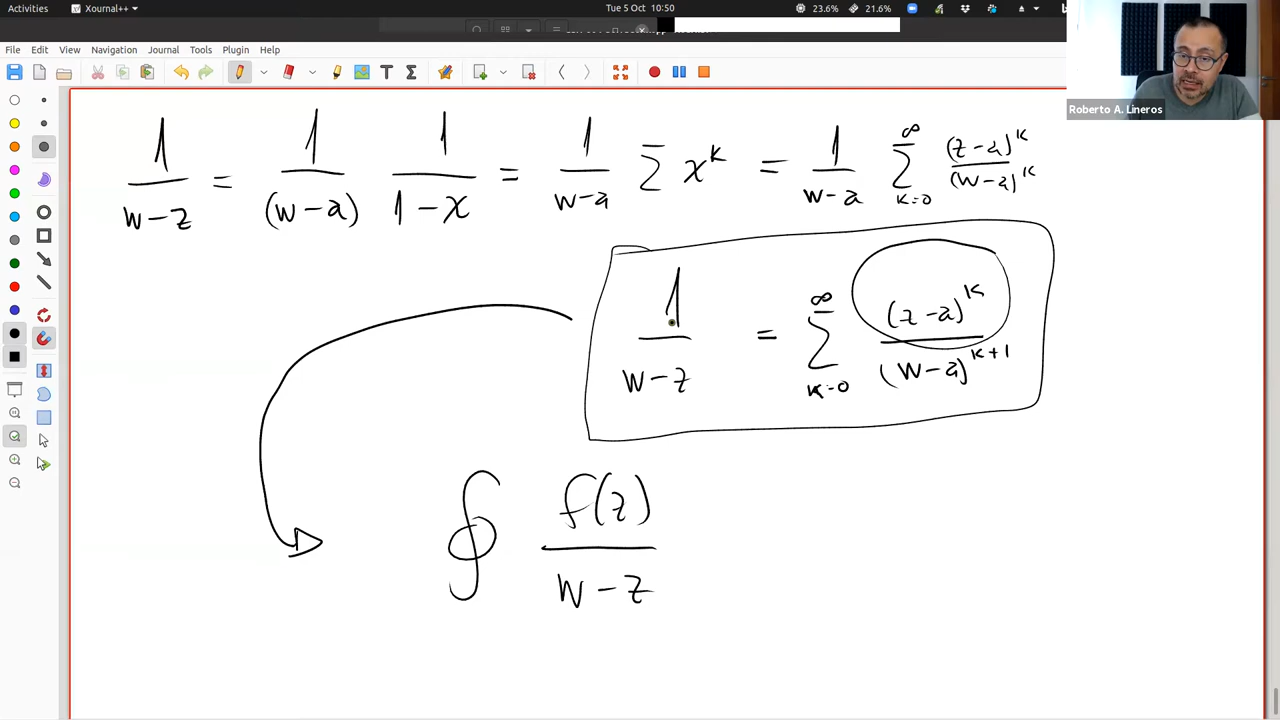 Activities Xournal++ Tue 5 Oct 10:50 23.6% 21.6%
File Edit View Navigation Journal Tools Plugin Help
Roberto A. Lineros
1/(w-z) = 1/(w-a) 1/(1-x) = 1/(w-a) Σ x^k = 1/(w-a) Σ_{k=0}^∞ (z-a)^k/(w-a)^k
1/(w-z) = Σ_{k=0}^∞ (z-a)^k/(w-a)^{k+1}
∮ f(z)/(w-z)